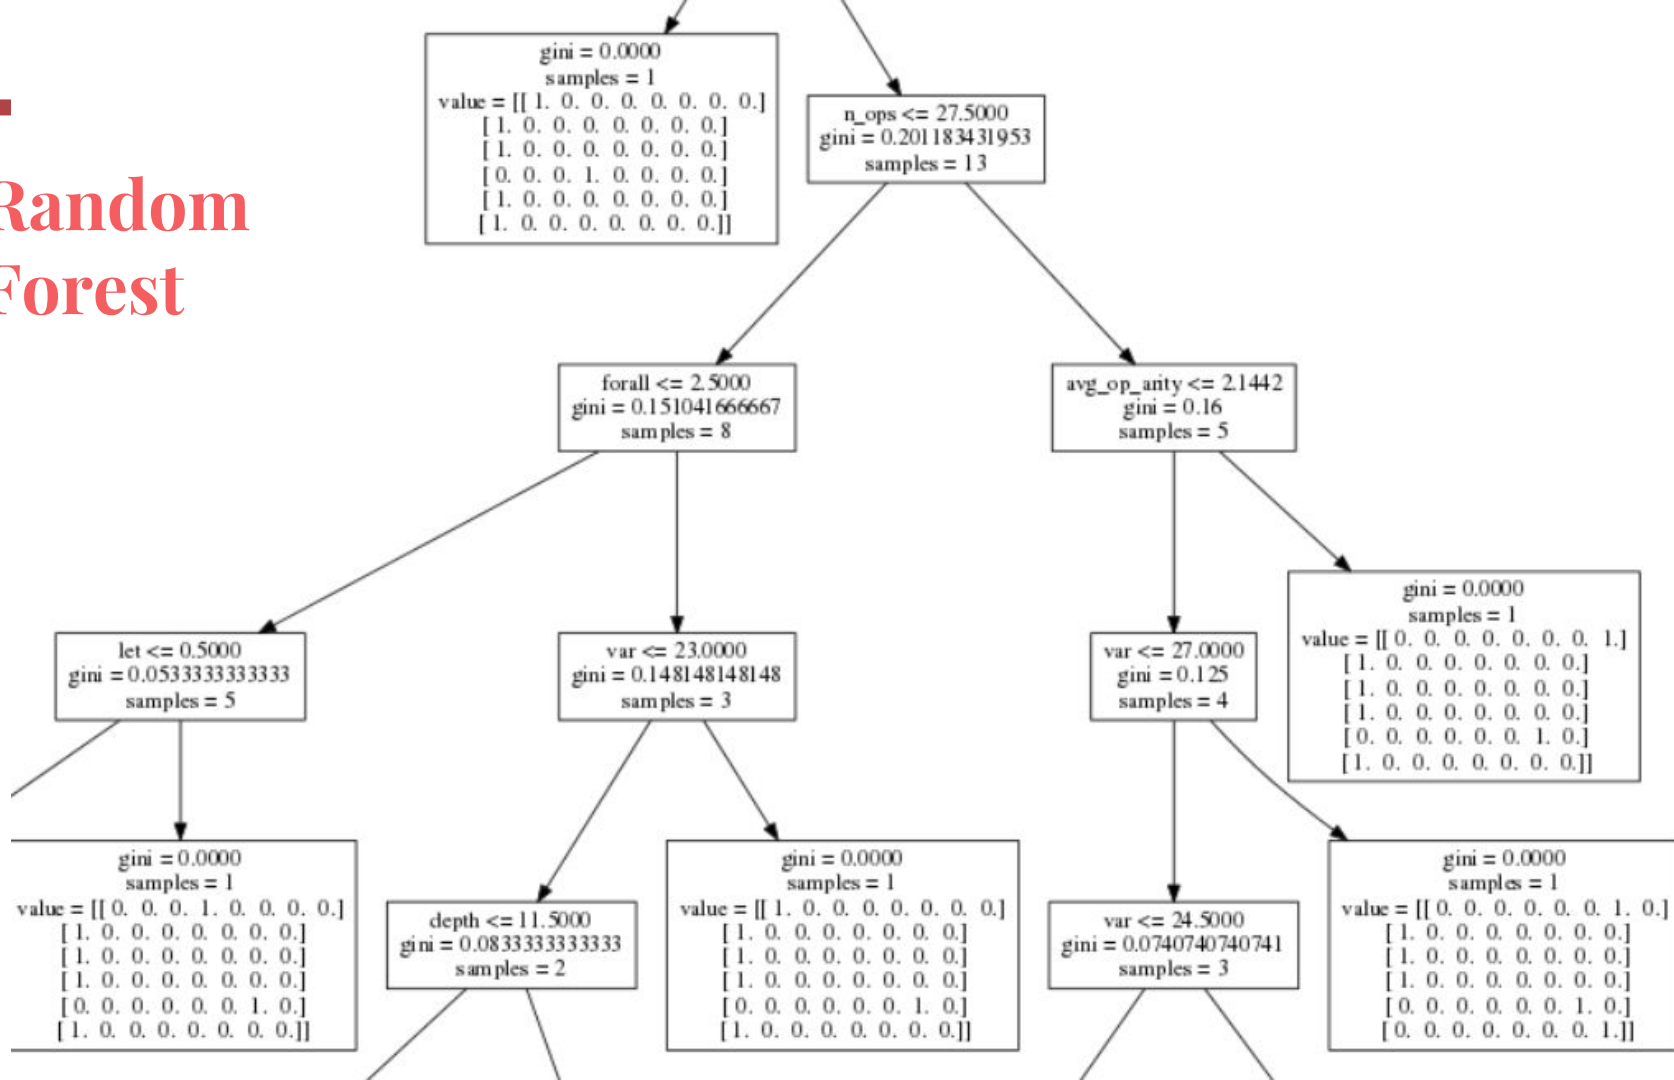 Random
Forest
gini = 0.0000
samples = 1
value = [[ 1. 0. 0. 0. 0. 0. 0. 0.]
[ 1. 0. 0. 0. 0. 0. 0. 0.]
[ 1. 0. 0. 0. 0. 0. 0. 0.]
[ 0. 0. 0. 1. 0. 0. 0. 0.]
[ 1. 0. 0. 0. 0. 0. 0. 0.]
[ 1. 0. 0. 0. 0. 0. 0. 0.]]
n_ops <= 27.5000
gini = 0.201183431953
samples = 13
forall <= 2.5000
gini = 0.151041666667
samples = 8
avg_op_arity <= 2.1442
gini = 0.16
samples = 5
let <= 0.5000
gini = 0.0533333333333
samples = 5
var <= 23.0000
gini = 0.148148148148
samples = 3
var <= 27.0000
gini = 0.125
samples = 4
gini = 0.0000
samples = 1
value = [[ 0. 0. 0. 0. 0. 0. 0. 1.]
[ 1. 0. 0. 0. 0. 0. 0. 0.]
[ 1. 0. 0. 0. 0. 0. 0. 0.]
[ 1. 0. 0. 0. 0. 0. 0. 0.]
[ 0. 0. 0. 0. 0. 0. 1. 0.]
[ 1. 0. 0. 0. 0. 0. 0. 0.]]
gini = 0.0000
samples = 1
value = [[ 0. 0. 0. 1. 0. 0. 0. 0.]
[ 1. 0. 0. 0. 0. 0. 0. 0.]
[ 1. 0. 0. 0. 0. 0. 0. 0.]
[ 1. 0. 0. 0. 0. 0. 0. 0.]
[ 0. 0. 0. 0. 0. 0. 1. 0.]
[ 1. 0. 0. 0. 0. 0. 0. 0.]]
depth <= 11.5000
gini = 0.0833333333333
samples = 2
gini = 0.0000
samples = 1
value = [[ 1. 0. 0. 0. 0. 0. 0. 0.]
[ 1. 0. 0. 0. 0. 0. 0. 0.]
[ 1. 0. 0. 0. 0. 0. 0. 0.]
[ 1. 0. 0. 0. 0. 0. 0. 0.]
[ 0. 0. 0. 0. 0. 0. 1. 0.]
[ 1. 0. 0. 0. 0. 0. 0. 0.]]
var <= 24.5000
gini = 0.0740740740741
samples = 3
gini = 0.0000
samples = 1
value = [[ 0. 0. 0. 0. 0. 0. 1. 0.]
[ 1. 0. 0. 0. 0. 0. 0. 0.]
[ 1. 0. 0. 0. 0. 0. 0. 0.]
[ 1. 0. 0. 0. 0. 0. 0. 0.]
[ 0. 0. 0. 0. 0. 0. 1. 0.]
[ 0. 0. 0. 0. 0. 0. 0. 1.]]